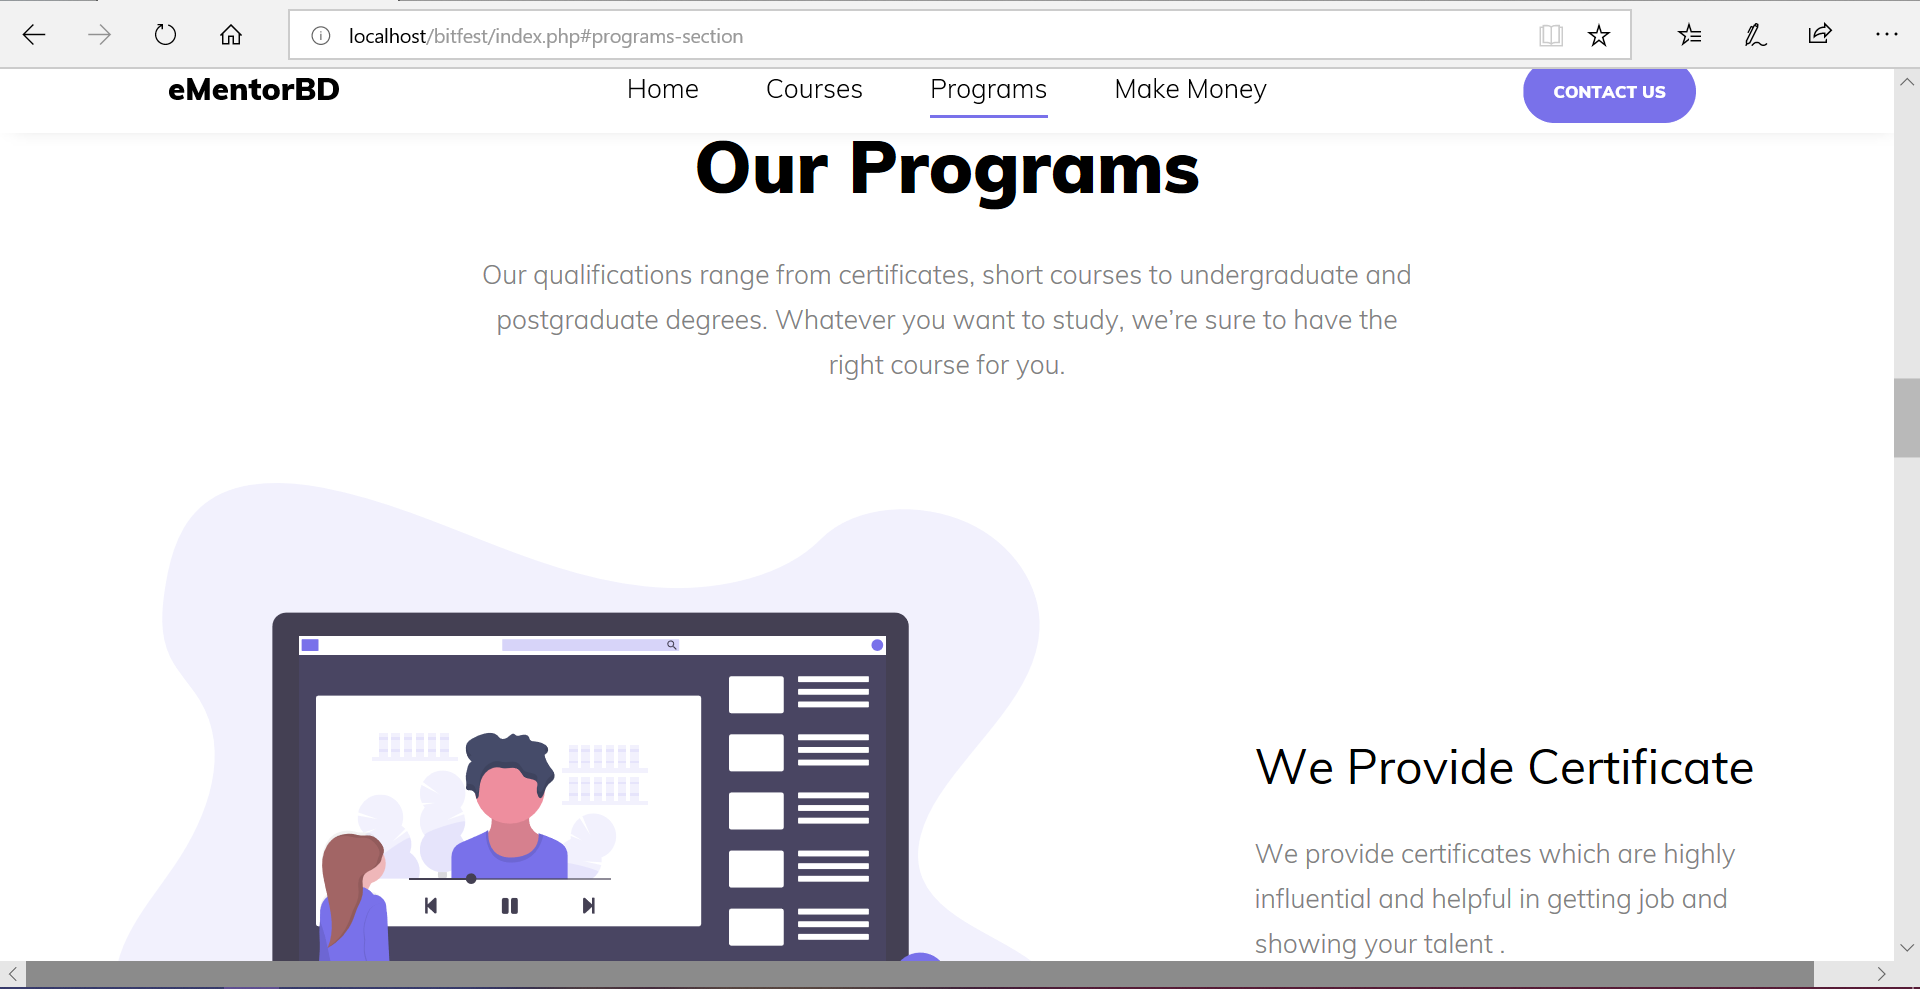 localhost/bitfest/index.php#programs-section
eMentorBD
Home Courses Programs Make Money
CONTACT US
Our Programs
Our qualifications range from certificates, short courses to undergraduate and
postgraduate degrees. Whatever you want to study, we’re sure to have the
right course for you.
We Provide Certificate
We provide certificates which are highly
influential and helpful in getting job and
showing your talent .